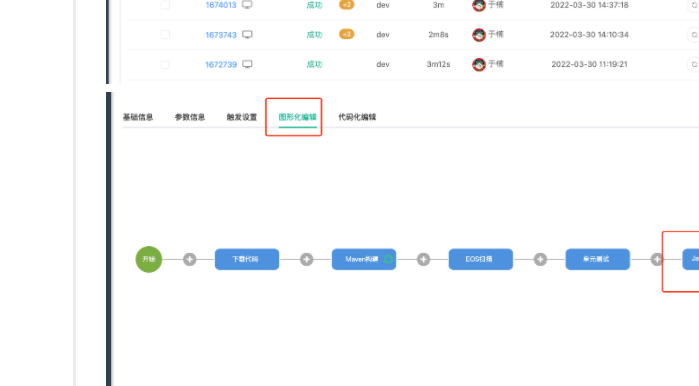 1674013 成功 +3 dev 3m 于楠 2022-03-30 14:37:18
1673743 成功 +3 dev 2m8s 于楠 2022-03-30 14:10:34
1672739 成功 dev 3m12s 于楠 2022-03-30 11:19:21
基础信息 参数信息 触发设置 图形化编辑 代码化编辑
开始 下载代码 Maven构建 EOS扫描 单元测试